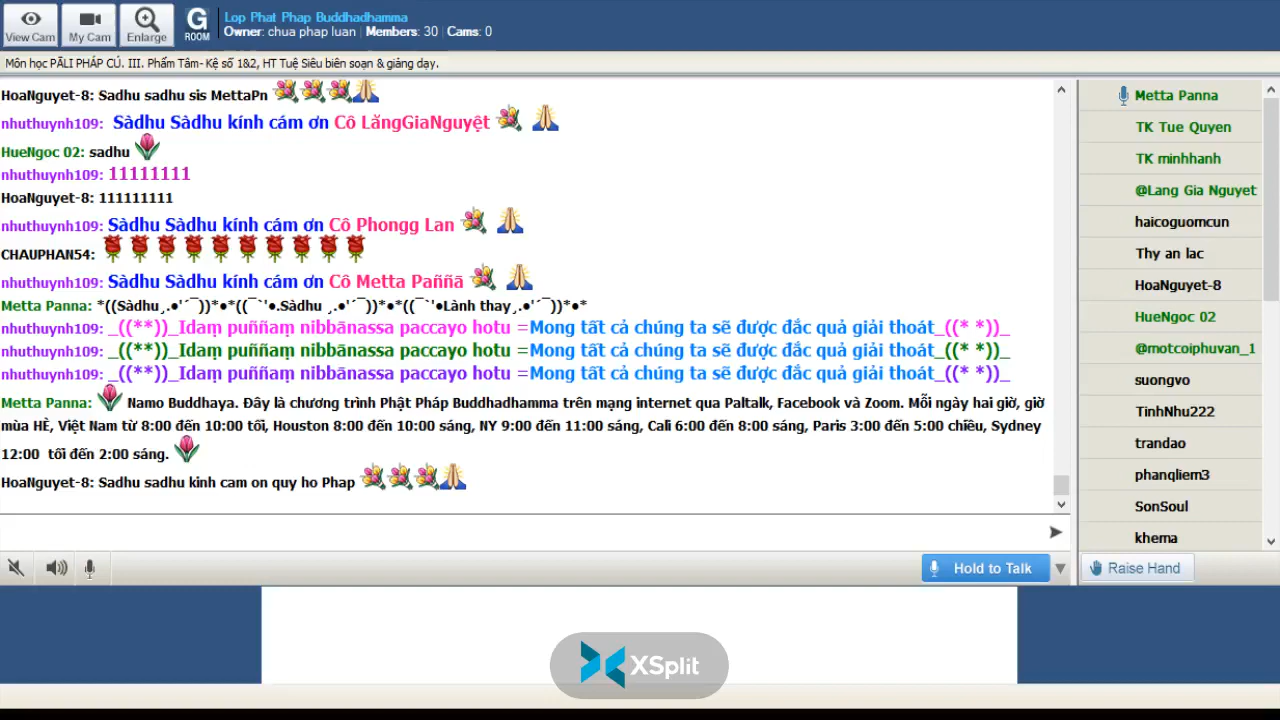 View Cam
My Cam
Enlarge
G
ROOM
Lop Phat Phap Buddhadhamma
Owner: chua phap luan | Members: 30 | Cams: 0
Môn học PĀLI PHÁP CÚ. III. Phẩm Tâm- Kệ số 1&2, HT Tuệ Siêu biên soạn & giảng dạy.
HoaNguyet-8: Sadhu sadhu sis MettaPn
nhuthuynh109: Sàdhu Sàdhu kính cám ơn Cô LăngGiaNguyệt
HueNgoc 02: sadhu
nhuthuynh109: 11111111
HoaNguyet-8: 111111111
nhuthuynh109: Sàdhu Sàdhu kính cám ơn Cô Phongg Lan
CHAUPHAN54:
nhuthuynh109: Sàdhu Sàdhu kính cám ơn Cô Metta Paññā
Metta Panna: *((Sàdhu¸.●'´¯))*●*((¯`'●.Sàdhu ¸.●'´¯))*●*((¯`'●Lành thay¸.●'´¯))*●*
nhuthuynh109: _((**))_Idaṃ puññaṃ nibbānassa paccayo hotu =Mong tất cả chúng ta sẽ được đắc quả giải thoát_((* *))_
nhuthuynh109: _((**))_Idaṃ puññaṃ nibbānassa paccayo hotu =Mong tất cả chúng ta sẽ được đắc quả giải thoát_((* *))_
nhuthuynh109: _((**))_Idaṃ puññaṃ nibbānassa paccayo hotu =Mong tất cả chúng ta sẽ được đắc quả giải thoát_((* *))_
Metta Panna: Namo Buddhaya. Đây là chương trình Phật Pháp Buddhadhamma trên mạng internet qua Paltalk, Facebook và Zoom. Mỗi ngày hai giờ, giờ
mùa HÈ, Việt Nam từ 8:00 đến 10:00 tối, Houston 8:00 đến 10:00 sáng, NY 9:00 đến 11:00 sáng, Cali 6:00 đến 8:00 sáng, Paris 3:00 đến 5:00 chiều, Sydney
12:00 tối đến 2:00 sáng.
HoaNguyet-8: Sadhu sadhu kinh cam on quy ho Phap
Metta Panna
TK Tue Quyen
TK minhhanh
@Lang Gia Nguyet
haicoguomcun
Thy an lac
HoaNguyet-8
HueNgoc 02
@motcoiphuvan_1
suongvo
TinhNhu222
trandao
phanqliem3
SonSoul
khema
Hold to Talk
Raise Hand
XSplit